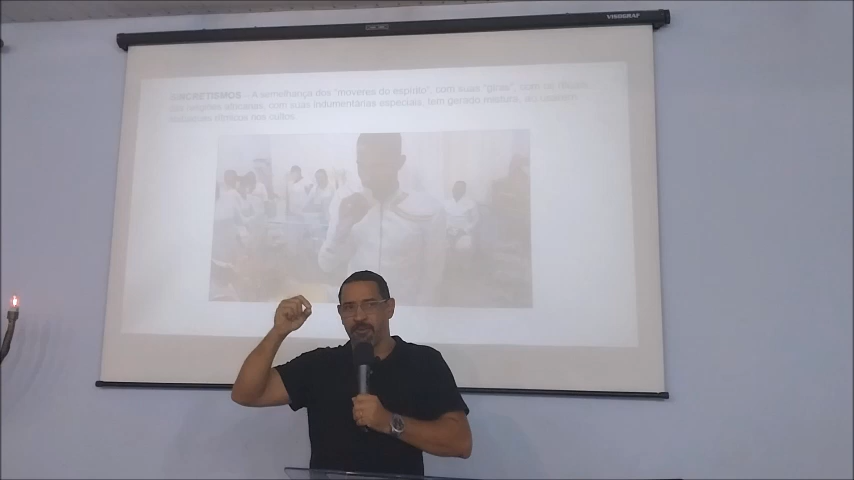 VISOGRAF
SINCRETISMOS – A semelhança dos "moveres do espírito", com suas "giras", com os rituais
das religiões africanas, com suas indumentárias especiais, tem gerado mistura, ao usarem
nos cultos.